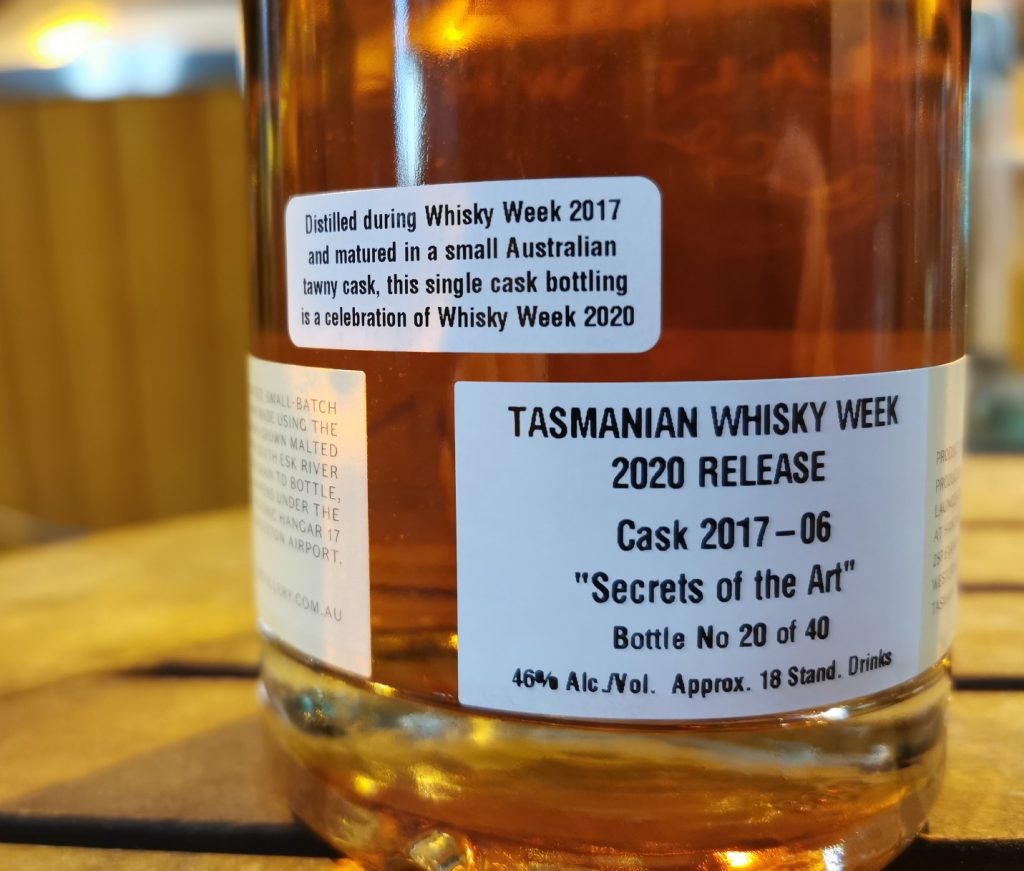 Distilled during Whisky Week 2017
and matured in a small Australian
tawny cask, this single cask bottling
is a celebration of Whisky Week 2020
SMALL-BATCH
USING THE
MALTED
ESK RIVER
TO BOTTLE,
UNDER THE
HANGAR 17
AIRPORT.
.COM.AU
TASMANIAN WHISKY WEEK
2020 RELEASE
Cask 2017-06
"Secrets of the Art"
Bottle No 20 of 40
46% Alc./Vol. Approx. 18 Stand. Drinks